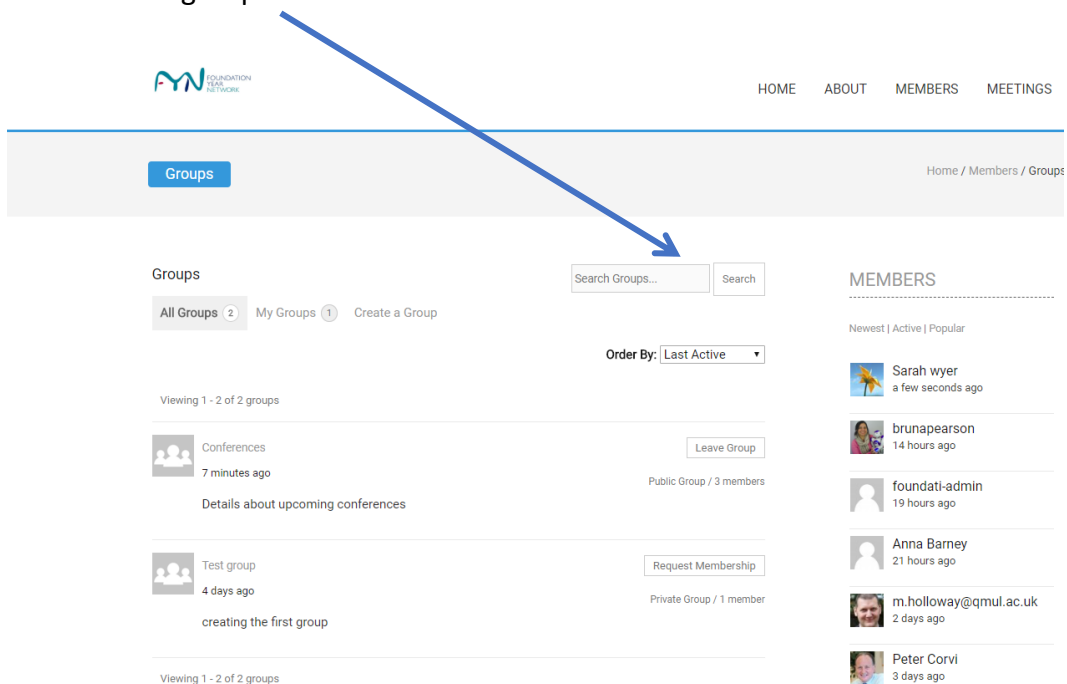 FYN FOUNDATION
YEAR
NETWORK
HOME ABOUT MEMBERS MEETINGS
Groups
Home / Members / Groups
Groups
Search Groups... Search
All Groups 2 My Groups 1 Create a Group
Order By: Last Active
Viewing 1 - 2 of 2 groups
Conferences
7 minutes ago
Details about upcoming conferences
Leave Group
Public Group / 3 members
Test group
4 days ago
creating the first group
Request Membership
Private Group / 1 member
Viewing 1 - 2 of 2 groups
MEMBERS
Newest | Active | Popular
Sarah wyer
a few seconds ago
brunapearson
14 hours ago
foundati-admin
19 hours ago
Anna Barney
21 hours ago
m.holloway@qmul.ac.uk
2 days ago
Peter Corvi
3 days ago